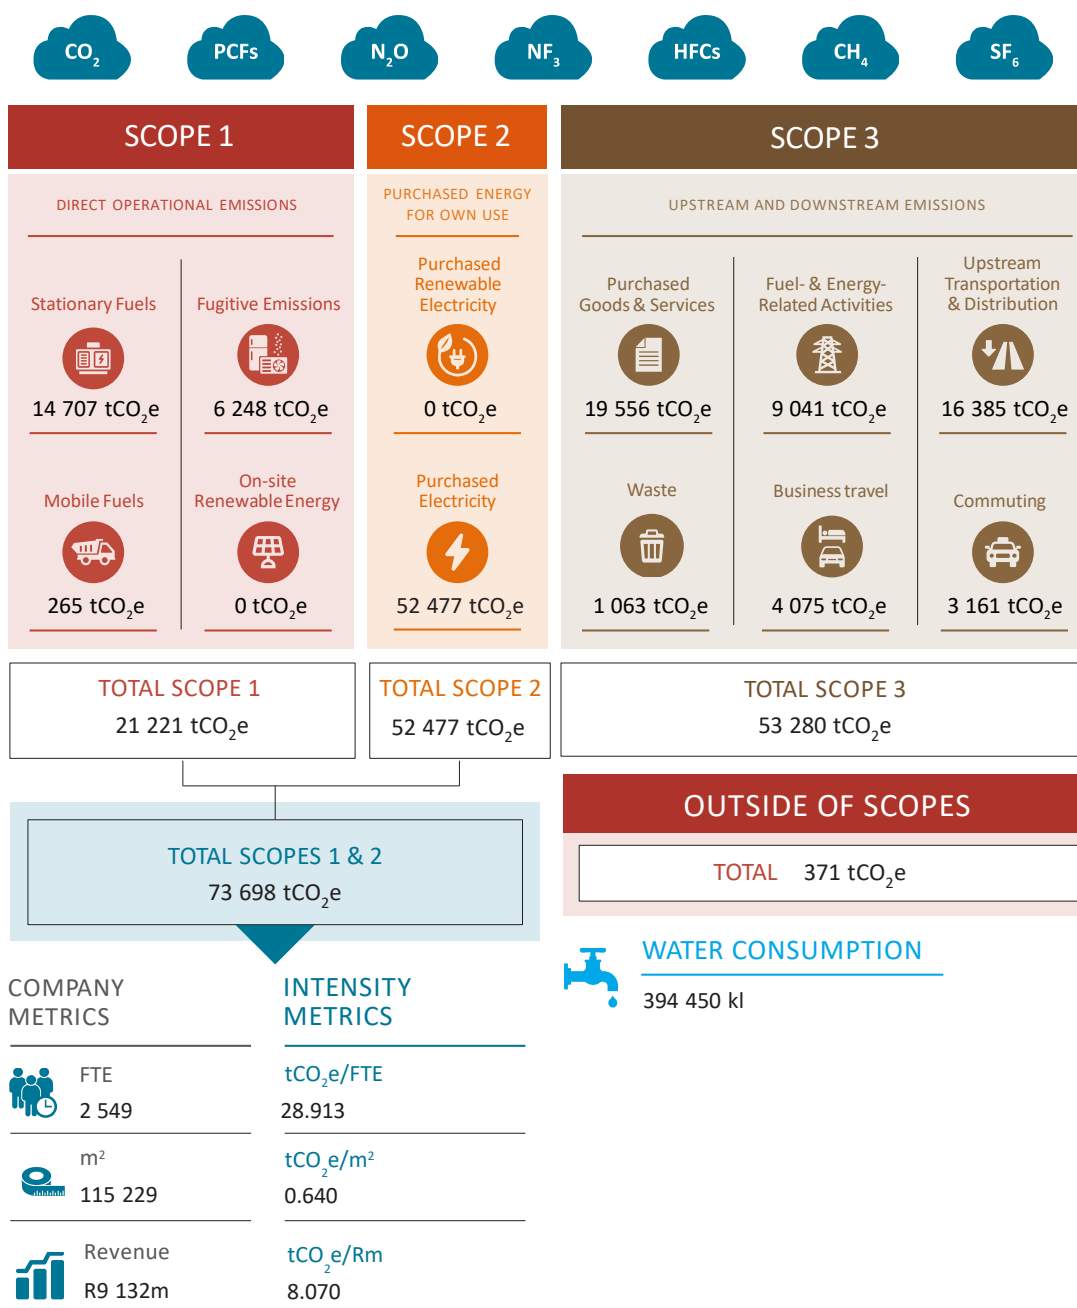 CO2 PCFs N2O NF3 HFCs CH4 SF6
SCOPE 1
DIRECT OPERATIONAL EMISSIONS
Stationary Fuels
14 707 tCO2e
Fugitive Emissions
6 248 tCO2e
Mobile Fuels
265 tCO2e
On-site
Renewable Energy
0 tCO2e
TOTAL SCOPE 1
21 221 tCO2e
SCOPE 2
PURCHASED ENERGY
FOR OWN USE
Purchased
Renewable
Electricity
0 tCO2e
Purchased
Electricity
52 477 tCO2e
TOTAL SCOPE 2
52 477 tCO2e
SCOPE 3
UPSTREAM AND DOWNSTREAM EMISSIONS
Purchased
Goods & Services
19 556 tCO2e
Fuel- & Energy-
Related Activities
9 041 tCO2e
Upstream
Transportation
& Distribution
16 385 tCO2e
Waste
1 063 tCO2e
Business travel
4 075 tCO2e
Commuting
3 161 tCO2e
TOTAL SCOPE 3
53 280 tCO2e
TOTAL SCOPES 1 & 2
73 698 tCO2e
OUTSIDE OF SCOPES
TOTAL 371 tCO2e
WATER CONSUMPTION
394 450 kl
COMPANY
METRICS
INTENSITY
METRICS
FTE
2 549
tCO2e/FTE
28.913
m²
115 229
tCO2e/m²
0.640
Revenue
R9 132m
tCO2e/Rm
8.070